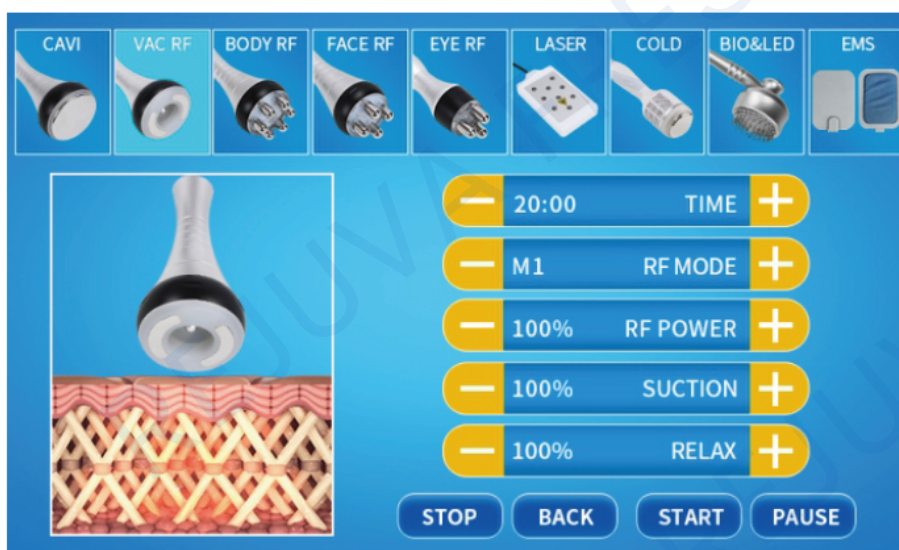 CAVI
VAC RF
BODY RF
FACE RF
EYE RF
LASER
COLD
BIO&LED
EMS
20:00 TIME
M1 RF MODE
100% RF POWER
100% SUCTION
100% RELAX
STOP BACK START PAUSE